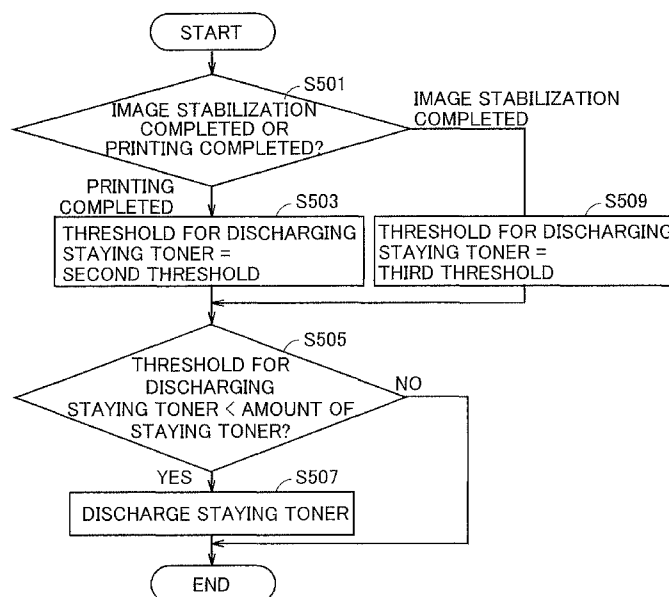 START
S501
IMAGE STABILIZATION
COMPLETED OR
PRINTING COMPLETED?
IMAGE STABILIZATION
COMPLETED
PRINTING
COMPLETED
S503
THRESHOLD FOR DISCHARGING
STAYING TONER =
SECOND THRESHOLD
S509
THRESHOLD FOR DISCHARGING
STAYING TONER =
THIRD THRESHOLD
S505
THRESHOLD FOR
DISCHARGING
STAYING TONER < AMOUNT OF
STAYING TONER?
NO
YES
S507
DISCHARGE STAYING TONER
END